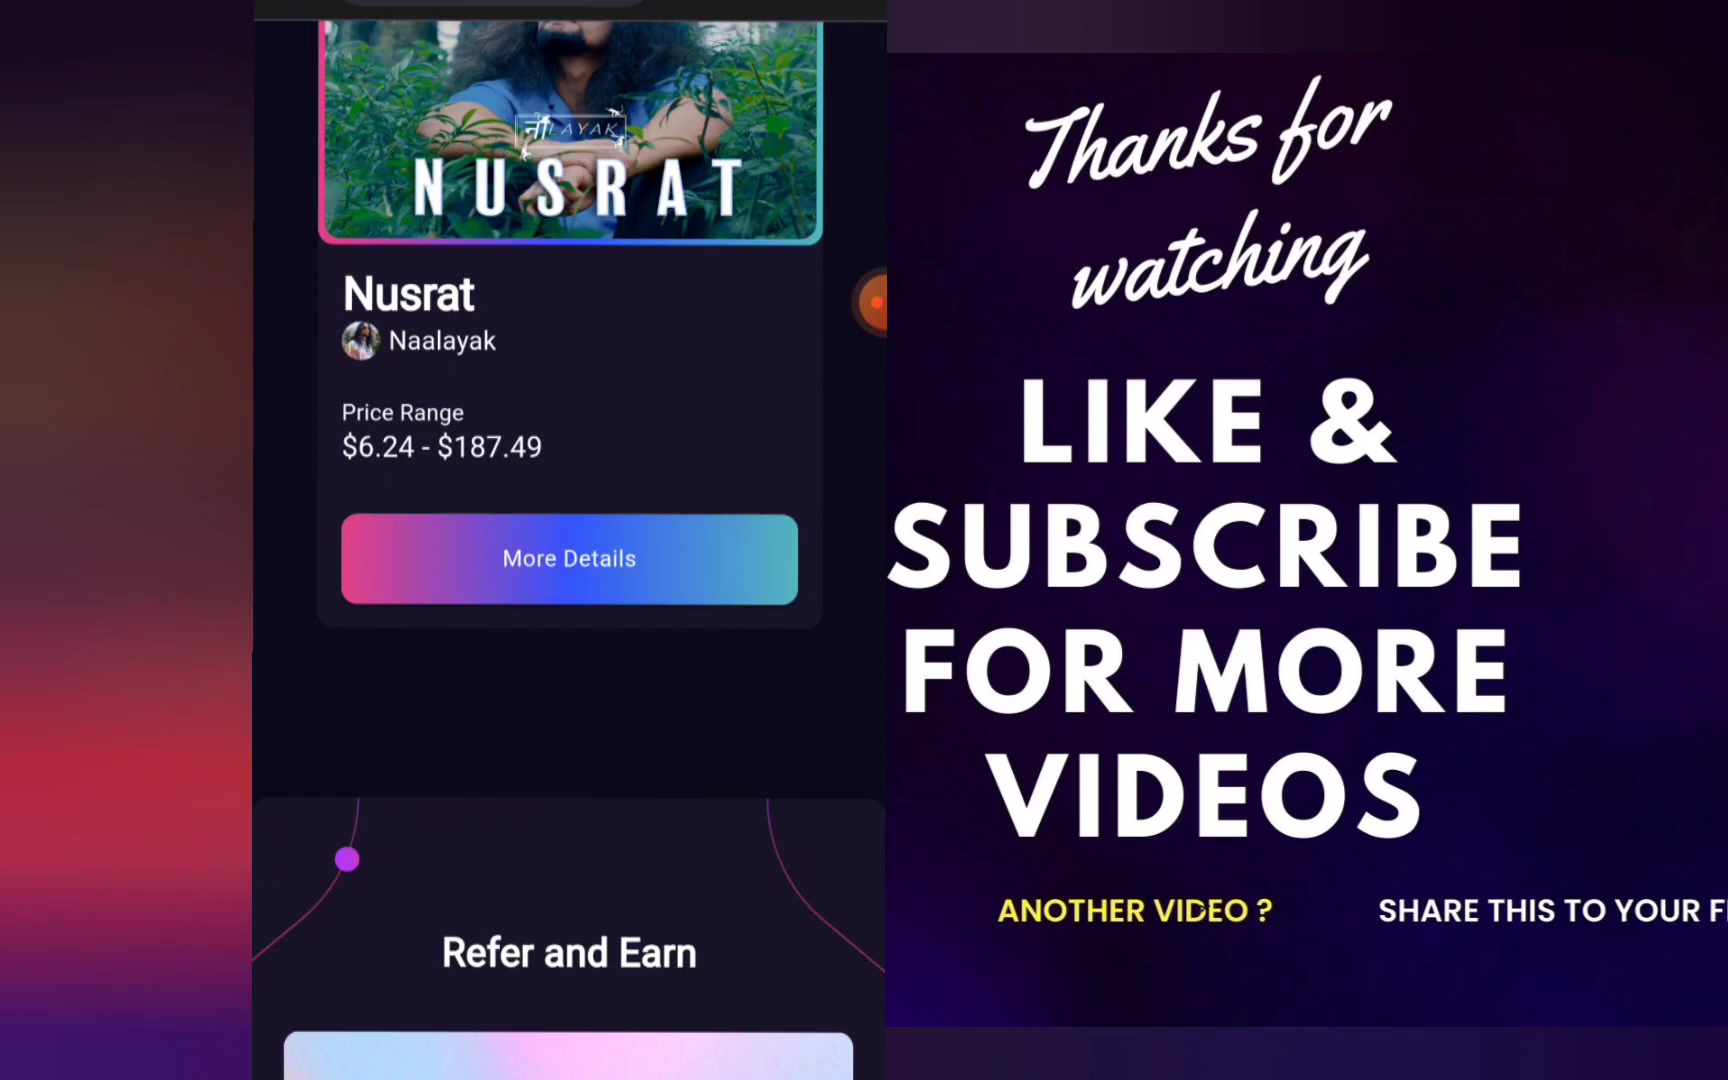 नाLAYAK
NUSRAT
Nusrat
Naalayak
Price Range
$6.24 - $187.49
More Details
Refer and Earn
Thanks for
watching
LIKE &
SUBSCRIBE
FOR MORE
VIDEOS
ANOTHER VIDEO ?
SHARE THIS TO YOUR